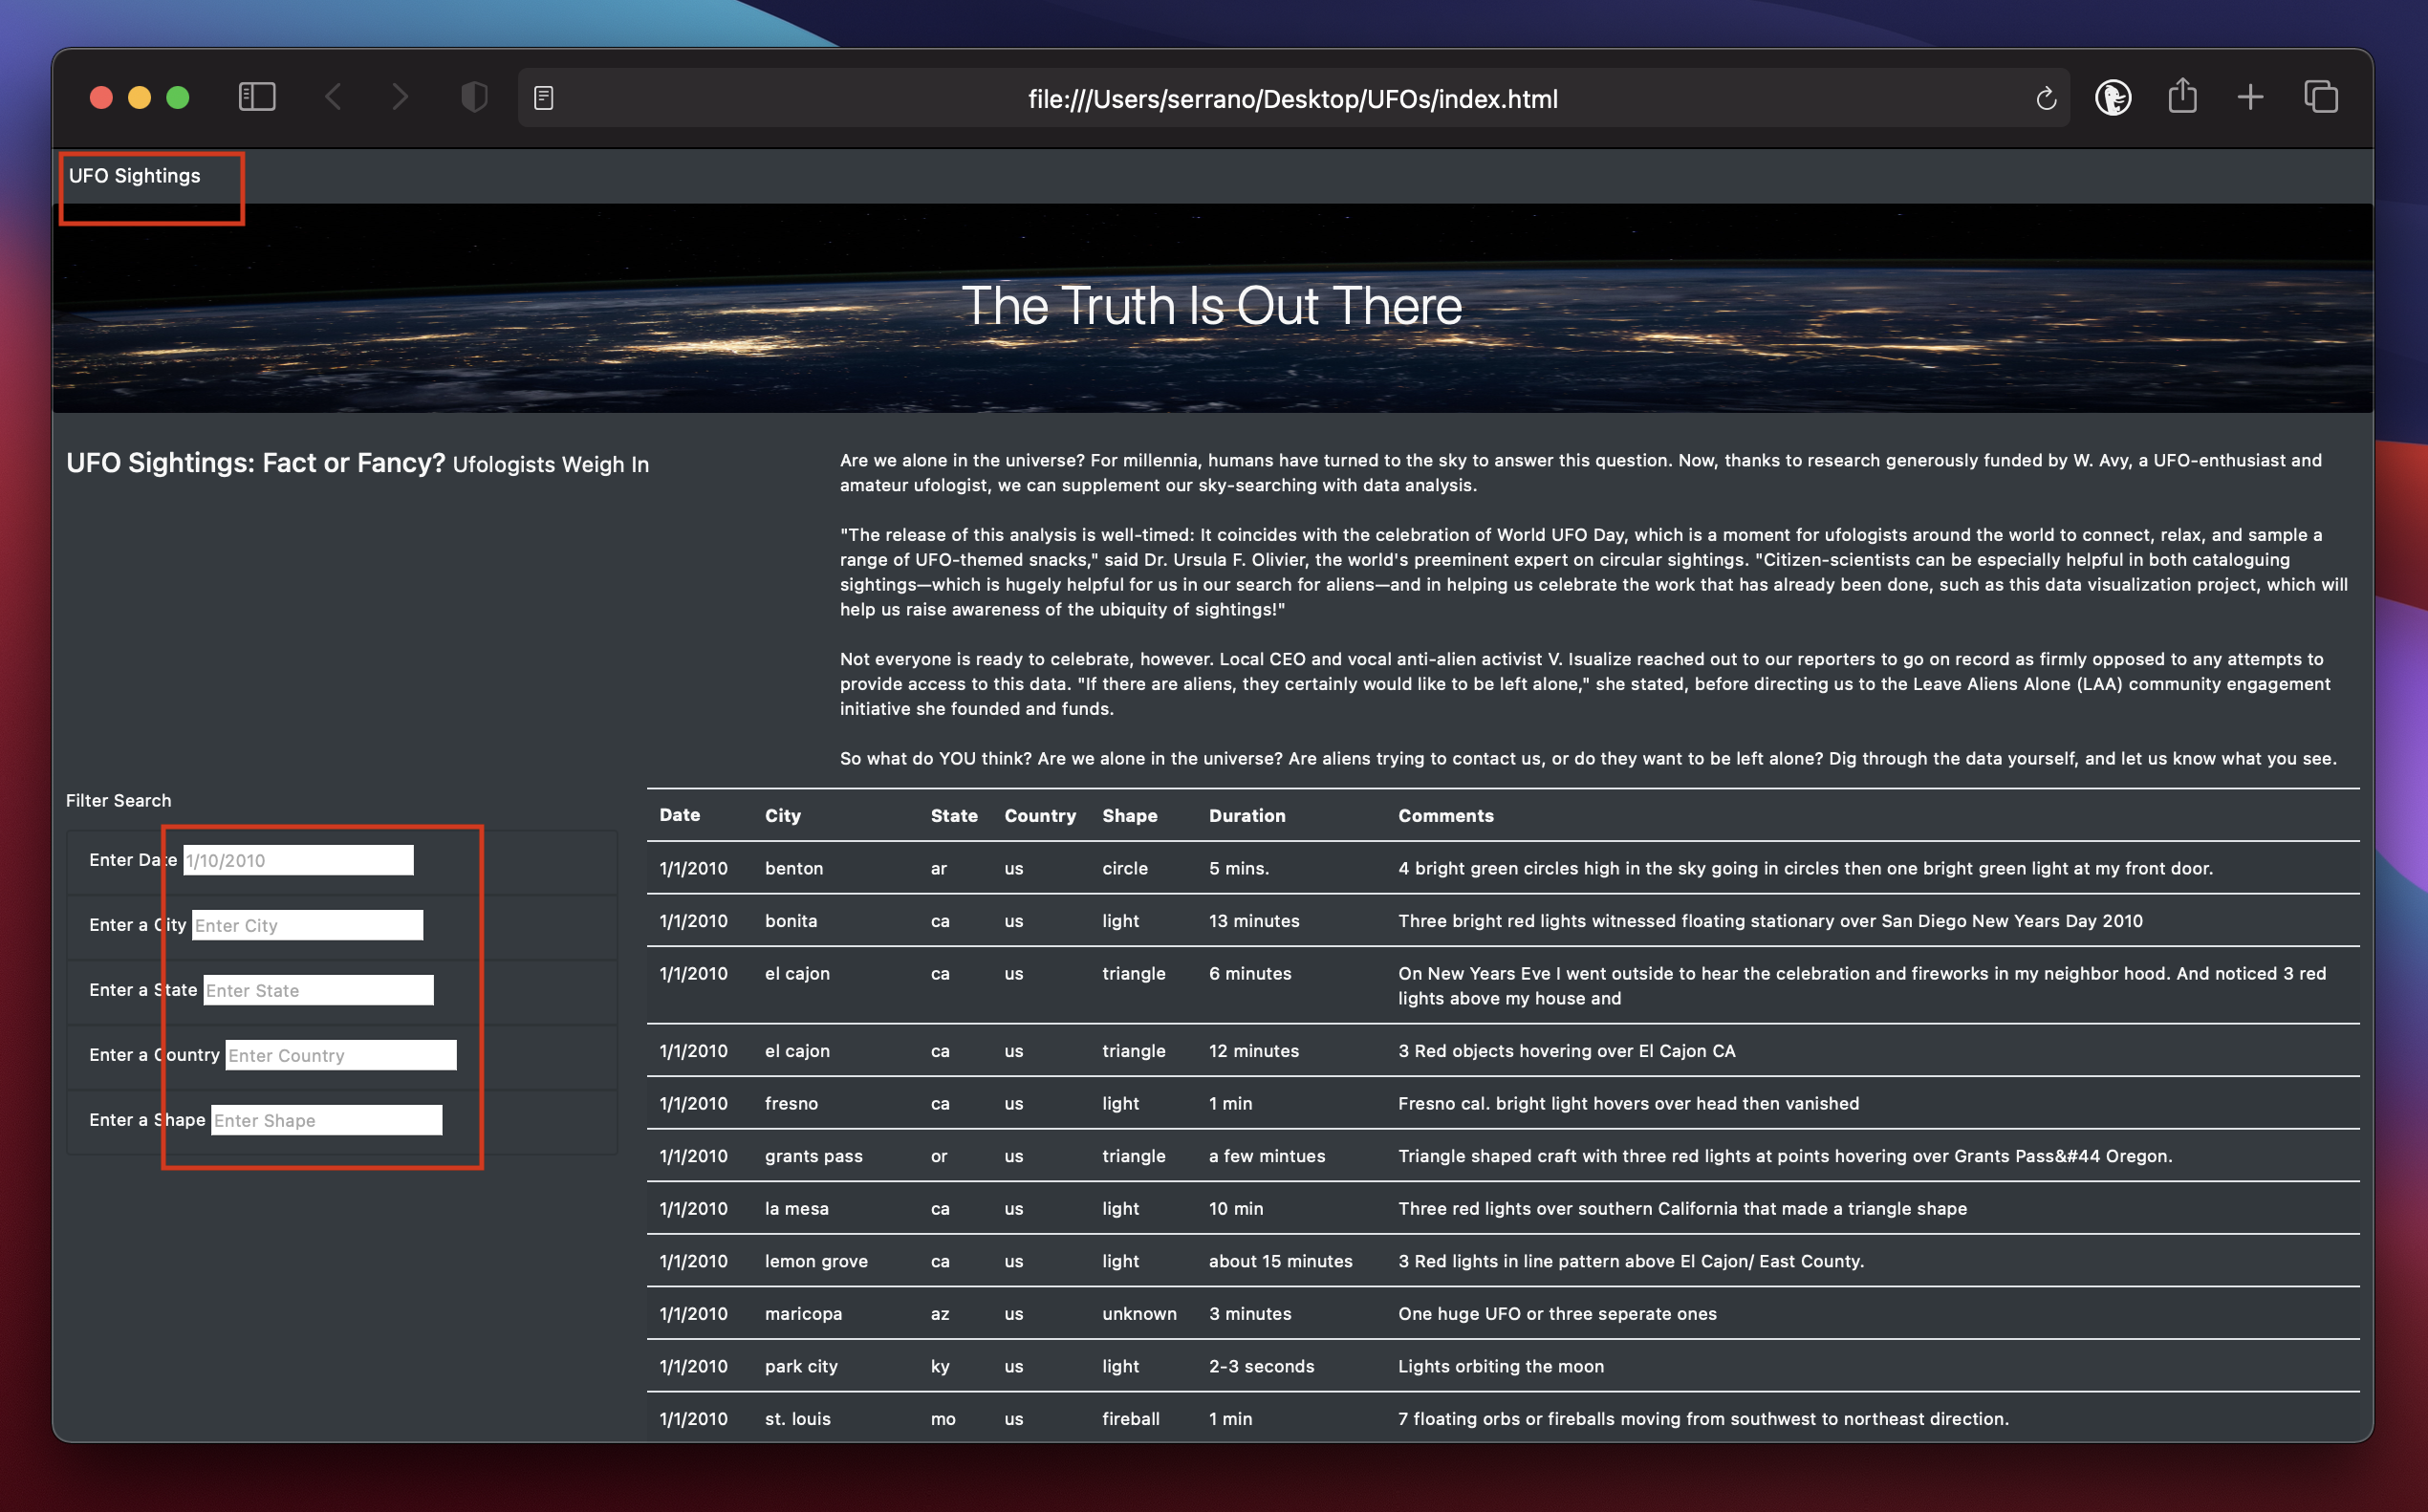 file:///Users/serrano/Desktop/UFOs/index.html
UFO Sightings
The Truth Is Out There
UFO Sightings: Fact or Fancy? Ufologists Weigh In
Are we alone in the universe? For millennia, humans have turned to the sky to answer this question. Now, thanks to research generously funded by W. Avy, a UFO-enthusiast and
amateur ufologist, we can supplement our sky-searching with data analysis.
"The release of this analysis is well-timed: It coincides with the celebration of World UFO Day, which is a moment for ufologists around the world to connect, relax, and sample a
range of UFO-themed snacks," said Dr. Ursula F. Olivier, the world's preeminent expert on circular sightings. "Citizen-scientists can be especially helpful in both cataloguing
sightings—which is hugely helpful for us in our search for aliens—and in helping us celebrate the work that has already been done, such as this data visualization project, which will
help us raise awareness of the ubiquity of sightings!"
Not everyone is ready to celebrate, however. Local CEO and vocal anti-alien activist V. Isualize reached out to our reporters to go on record as firmly opposed to any attempts to
provide access to this data. "If there are aliens, they certainly would like to be left alone," she stated, before directing us to the Leave Aliens Alone (LAA) community engagement
initiative she founded and funds.
So what do YOU think? Are we alone in the universe? Are aliens trying to contact us, or do they want to be left alone? Dig through the data yourself, and let us know what you see.
Filter Search
Enter Date 1/10/2010
Enter a City Enter City
Enter a State Enter State
Enter a Country Enter Country
Enter a Shape Enter Shape
Date City State Country Shape Duration Comments
1/1/2010 benton ar us circle 5 mins. 4 bright green circles high in the sky going in circles then one bright green light at my front door.
1/1/2010 bonita ca us light 13 minutes Three bright red lights witnessed floating stationary over San Diego New Years Day 2010
1/1/2010 el cajon ca us triangle 6 minutes On New Years Eve I went outside to hear the celebration and fireworks in my neighbor hood. And noticed 3 red
lights above my house and
1/1/2010 el cajon ca us triangle 12 minutes 3 Red objects hovering over El Cajon CA
1/1/2010 fresno ca us light 1 min Fresno cal. bright light hovers over head then vanished
1/1/2010 grants pass or us triangle a few mintues Triangle shaped craft with three red lights at points hovering over Grants Pass&#44 Oregon.
1/1/2010 la mesa ca us light 10 min Three red lights over southern California that made a triangle shape
1/1/2010 lemon grove ca us light about 15 minutes 3 Red lights in line pattern above El Cajon/ East County.
1/1/2010 maricopa az us unknown 3 minutes One huge UFO or three seperate ones
1/1/2010 park city ky us light 2-3 seconds Lights orbiting the moon
1/1/2010 st. louis mo us fireball 1 min 7 floating orbs or fireballs moving from southwest to northeast direction.